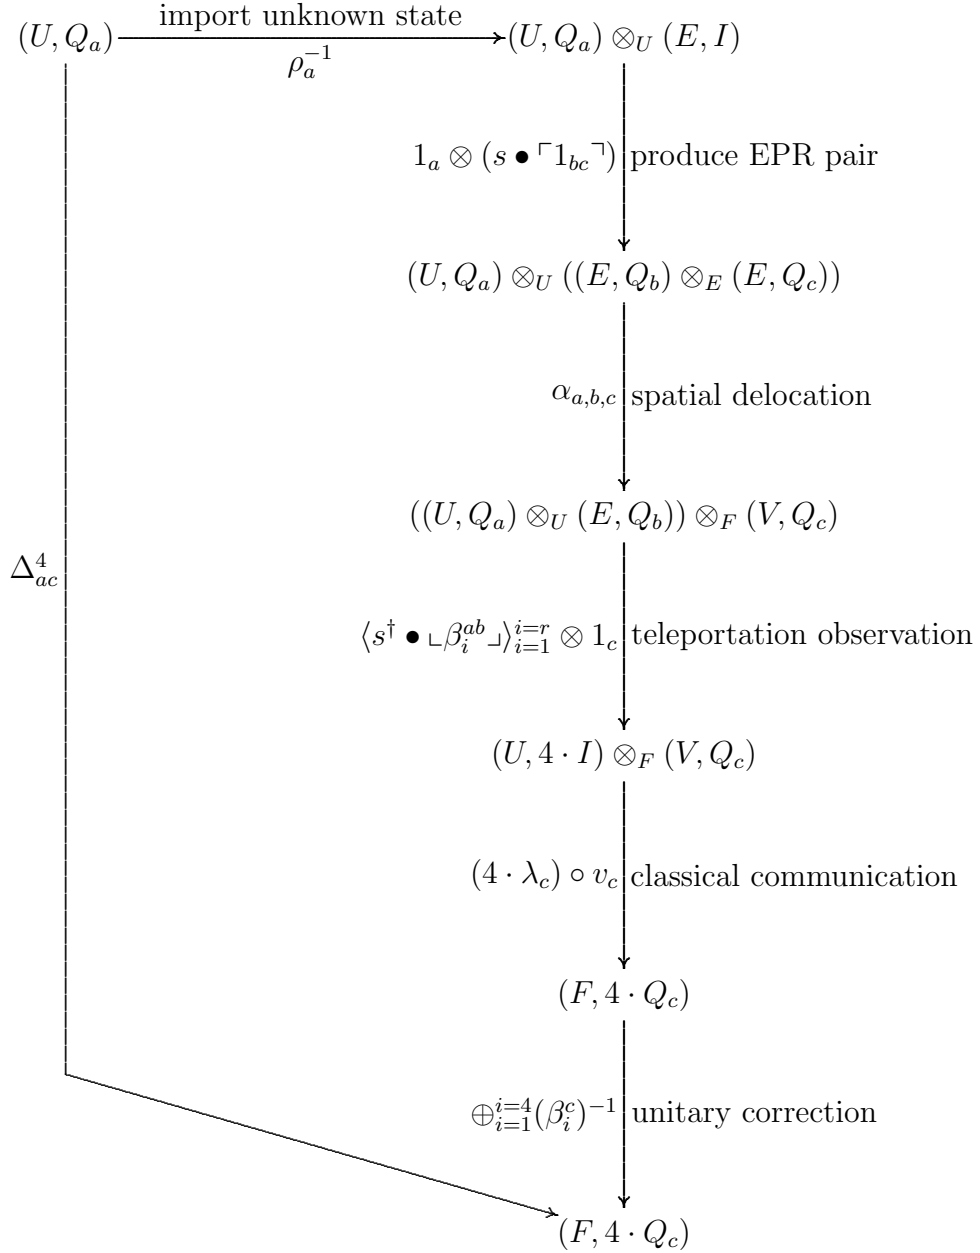 import unknown state
(U, Q_a) (U, Q_a) ⊗_U (E, I)
ρ_a^{-1}
1_a ⊗ (s • ⌜1_{bc}⌝) produce EPR pair
(U, Q_a) ⊗_U ((E, Q_b) ⊗_E (E, Q_c))
α_{a,b,c} spatial delocation
((U, Q_a) ⊗_U (E, Q_b)) ⊗_F (V, Q_c)
Δ_{ac}^4
⟨s^† • ⌞β_i^{ab}⌟⟩_{i=1}^{i=r} ⊗ 1_c teleportation observation
(U, 4 · I) ⊗_F (V, Q_c)
(4 · λ_c) ∘ v_c classical communication
(F, 4 · Q_c)
⊕_{i=1}^{i=4}(β_i^c)^{-1} unitary correction
(F, 4 · Q_c)